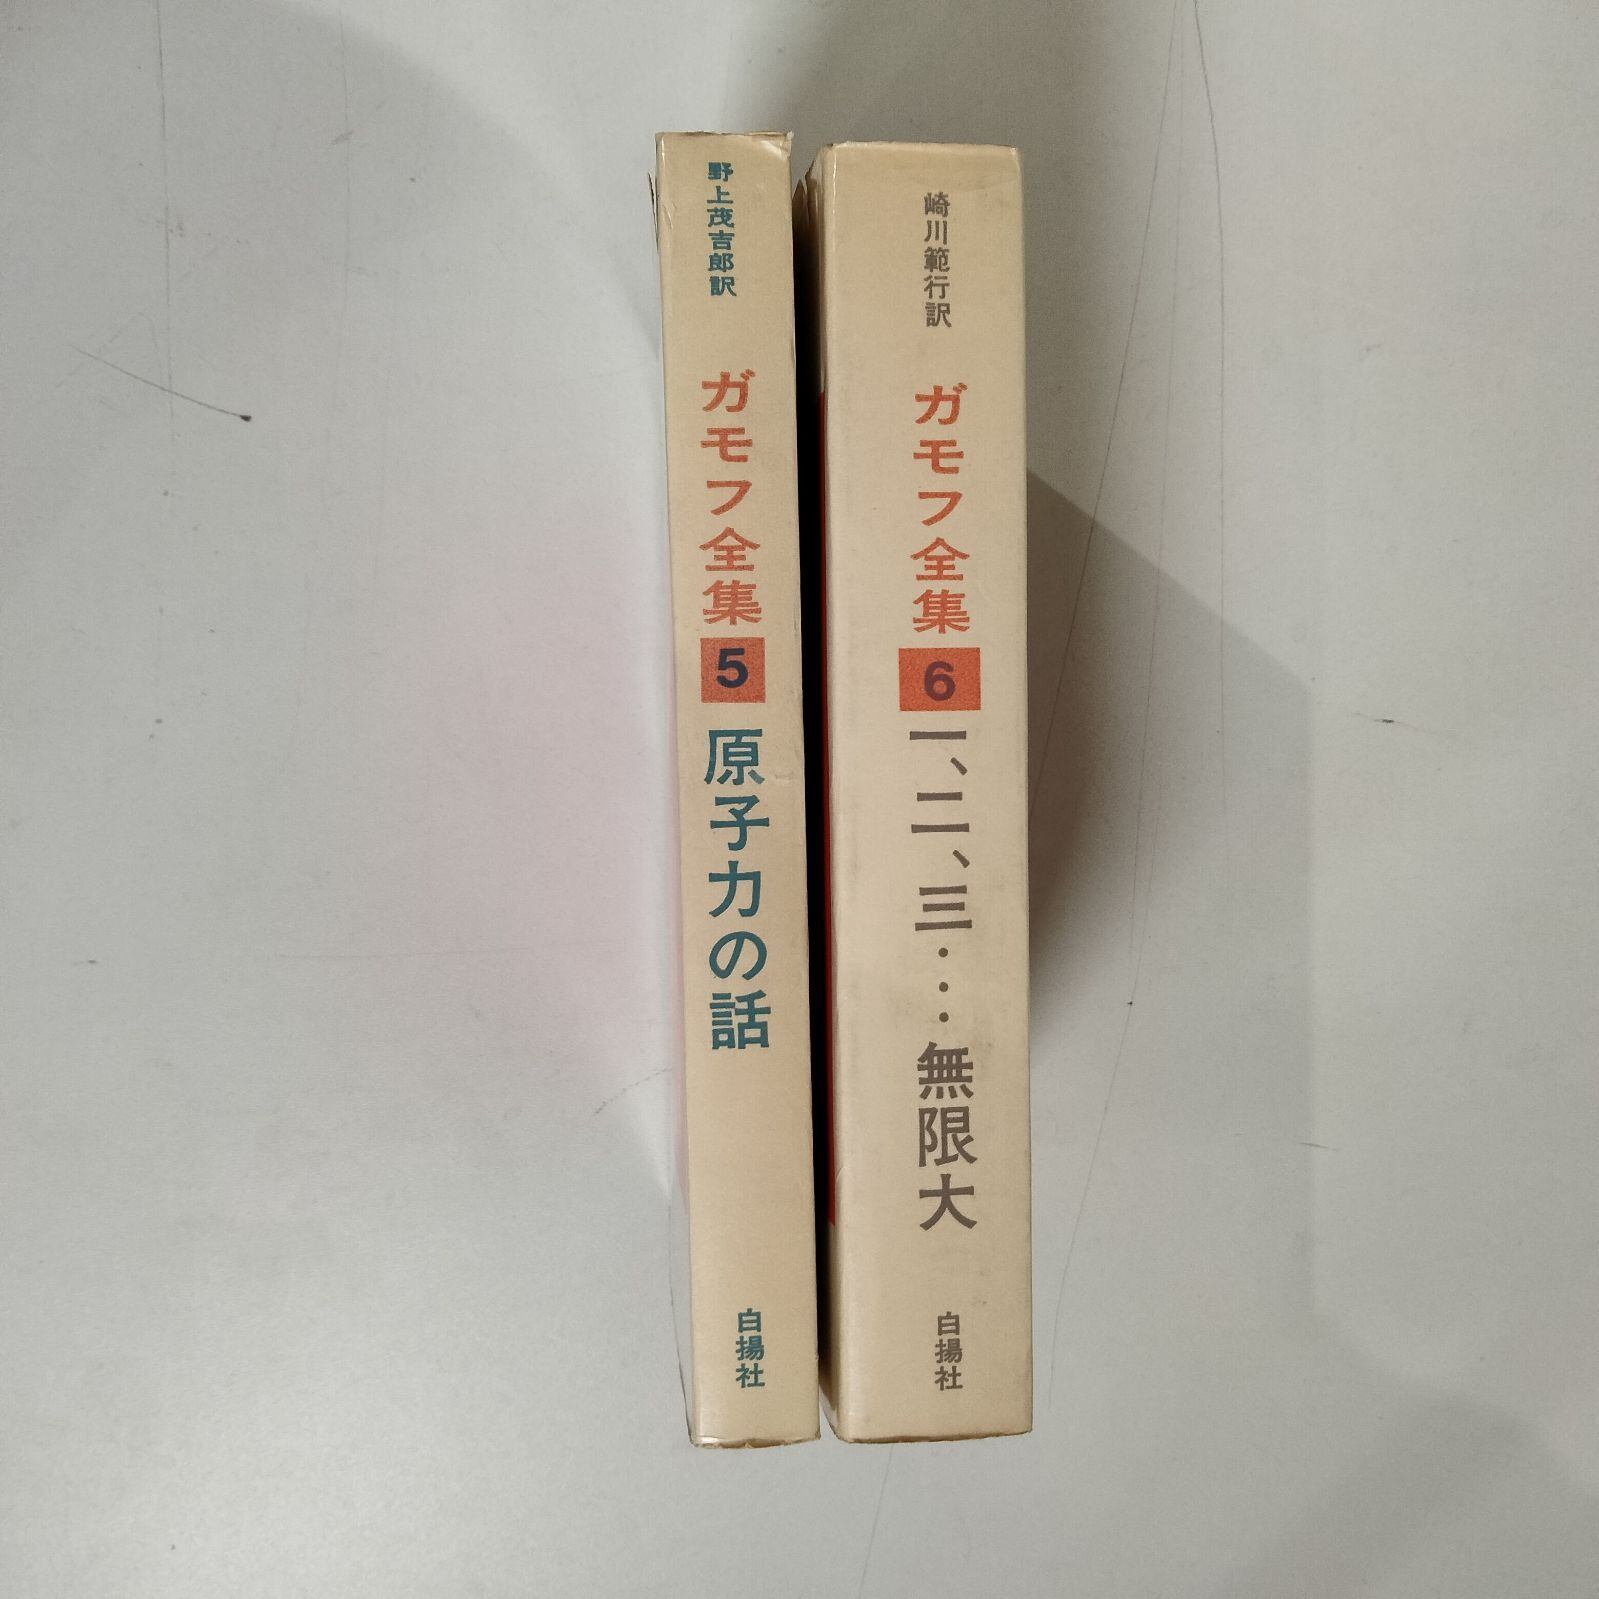 野上茂吉郎訳
ガモフ全集
5
原子力の話
白揚社
崎川範行訳
ガモフ全集
6
一、二、三…無限大
白揚社